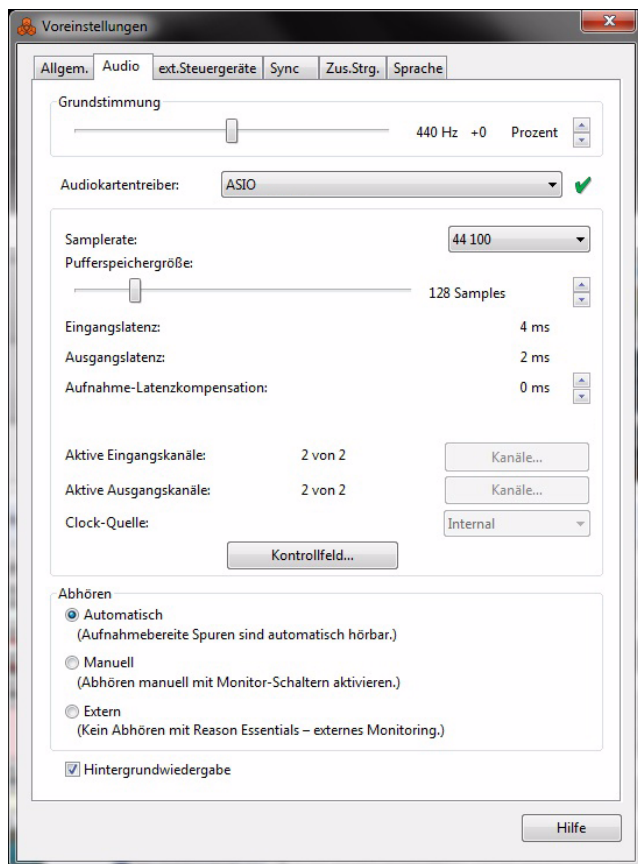 Voreinstellungen
Allgem. Audio ext.Steuergeräte Sync Zus.Strg. Sprache
Grundstimmung
440 Hz +0 Prozent
Audiokartentreiber: ASIO
Samplerate: 44 100
Pufferspeichergröße:
128 Samples
Eingangslatenz: 4 ms
Ausgangslatenz: 2 ms
Aufnahme-Latenzkompensation: 0 ms
Aktive Eingangskanäle: 2 von 2 Kanäle...
Aktive Ausgangskanäle: 2 von 2 Kanäle...
Clock-Quelle: Internal
Kontrollfeld...
Abhören
Automatisch
(Aufnahmebereite Spuren sind automatisch hörbar.)
Manuell
(Abhören manuell mit Monitor-Schaltern aktivieren.)
Extern
(Kein Abhören mit Reason Essentials – externes Monitoring.)
Hintergrundwiedergabe
Hilfe